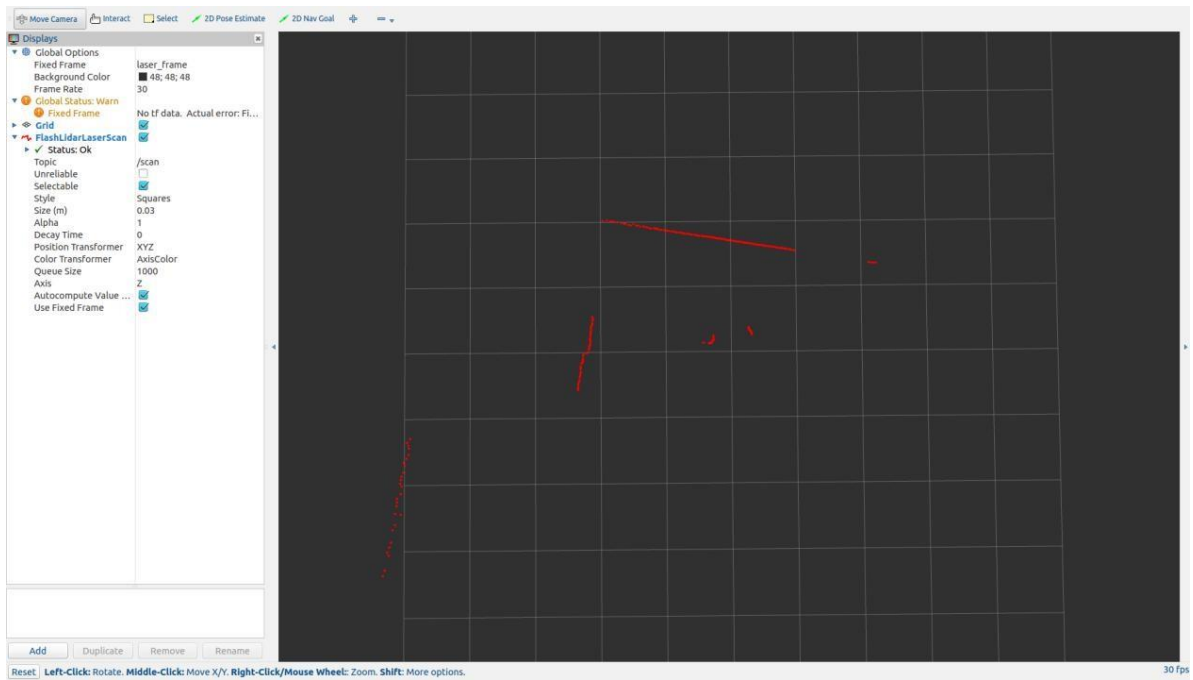 Move Camera Interact Select 2D Pose Estimate 2D Nav Goal
Displays
Global Options
Fixed Frame laser_frame
Background Color 48; 48; 48
Frame Rate 30
Global Status: Warn
Fixed Frame No tf data. Actual error: Fi...
Grid
FlashLidarLaserScan
Status: Ok
Topic /scan
Unreliable
Selectable
Style Squares
Size (m) 0.03
Alpha 1
Decay Time 0
Position Transformer XYZ
Color Transformer AxisColor
Queue Size 1000
Axis Z
Autocompute Value ...
Use Fixed Frame
Add Duplicate Remove Rename
Reset Left-Click: Rotate. Middle-Click: Move X/Y. Right-Click/Mouse Wheel: Zoom. Shift: More options. 30 fps